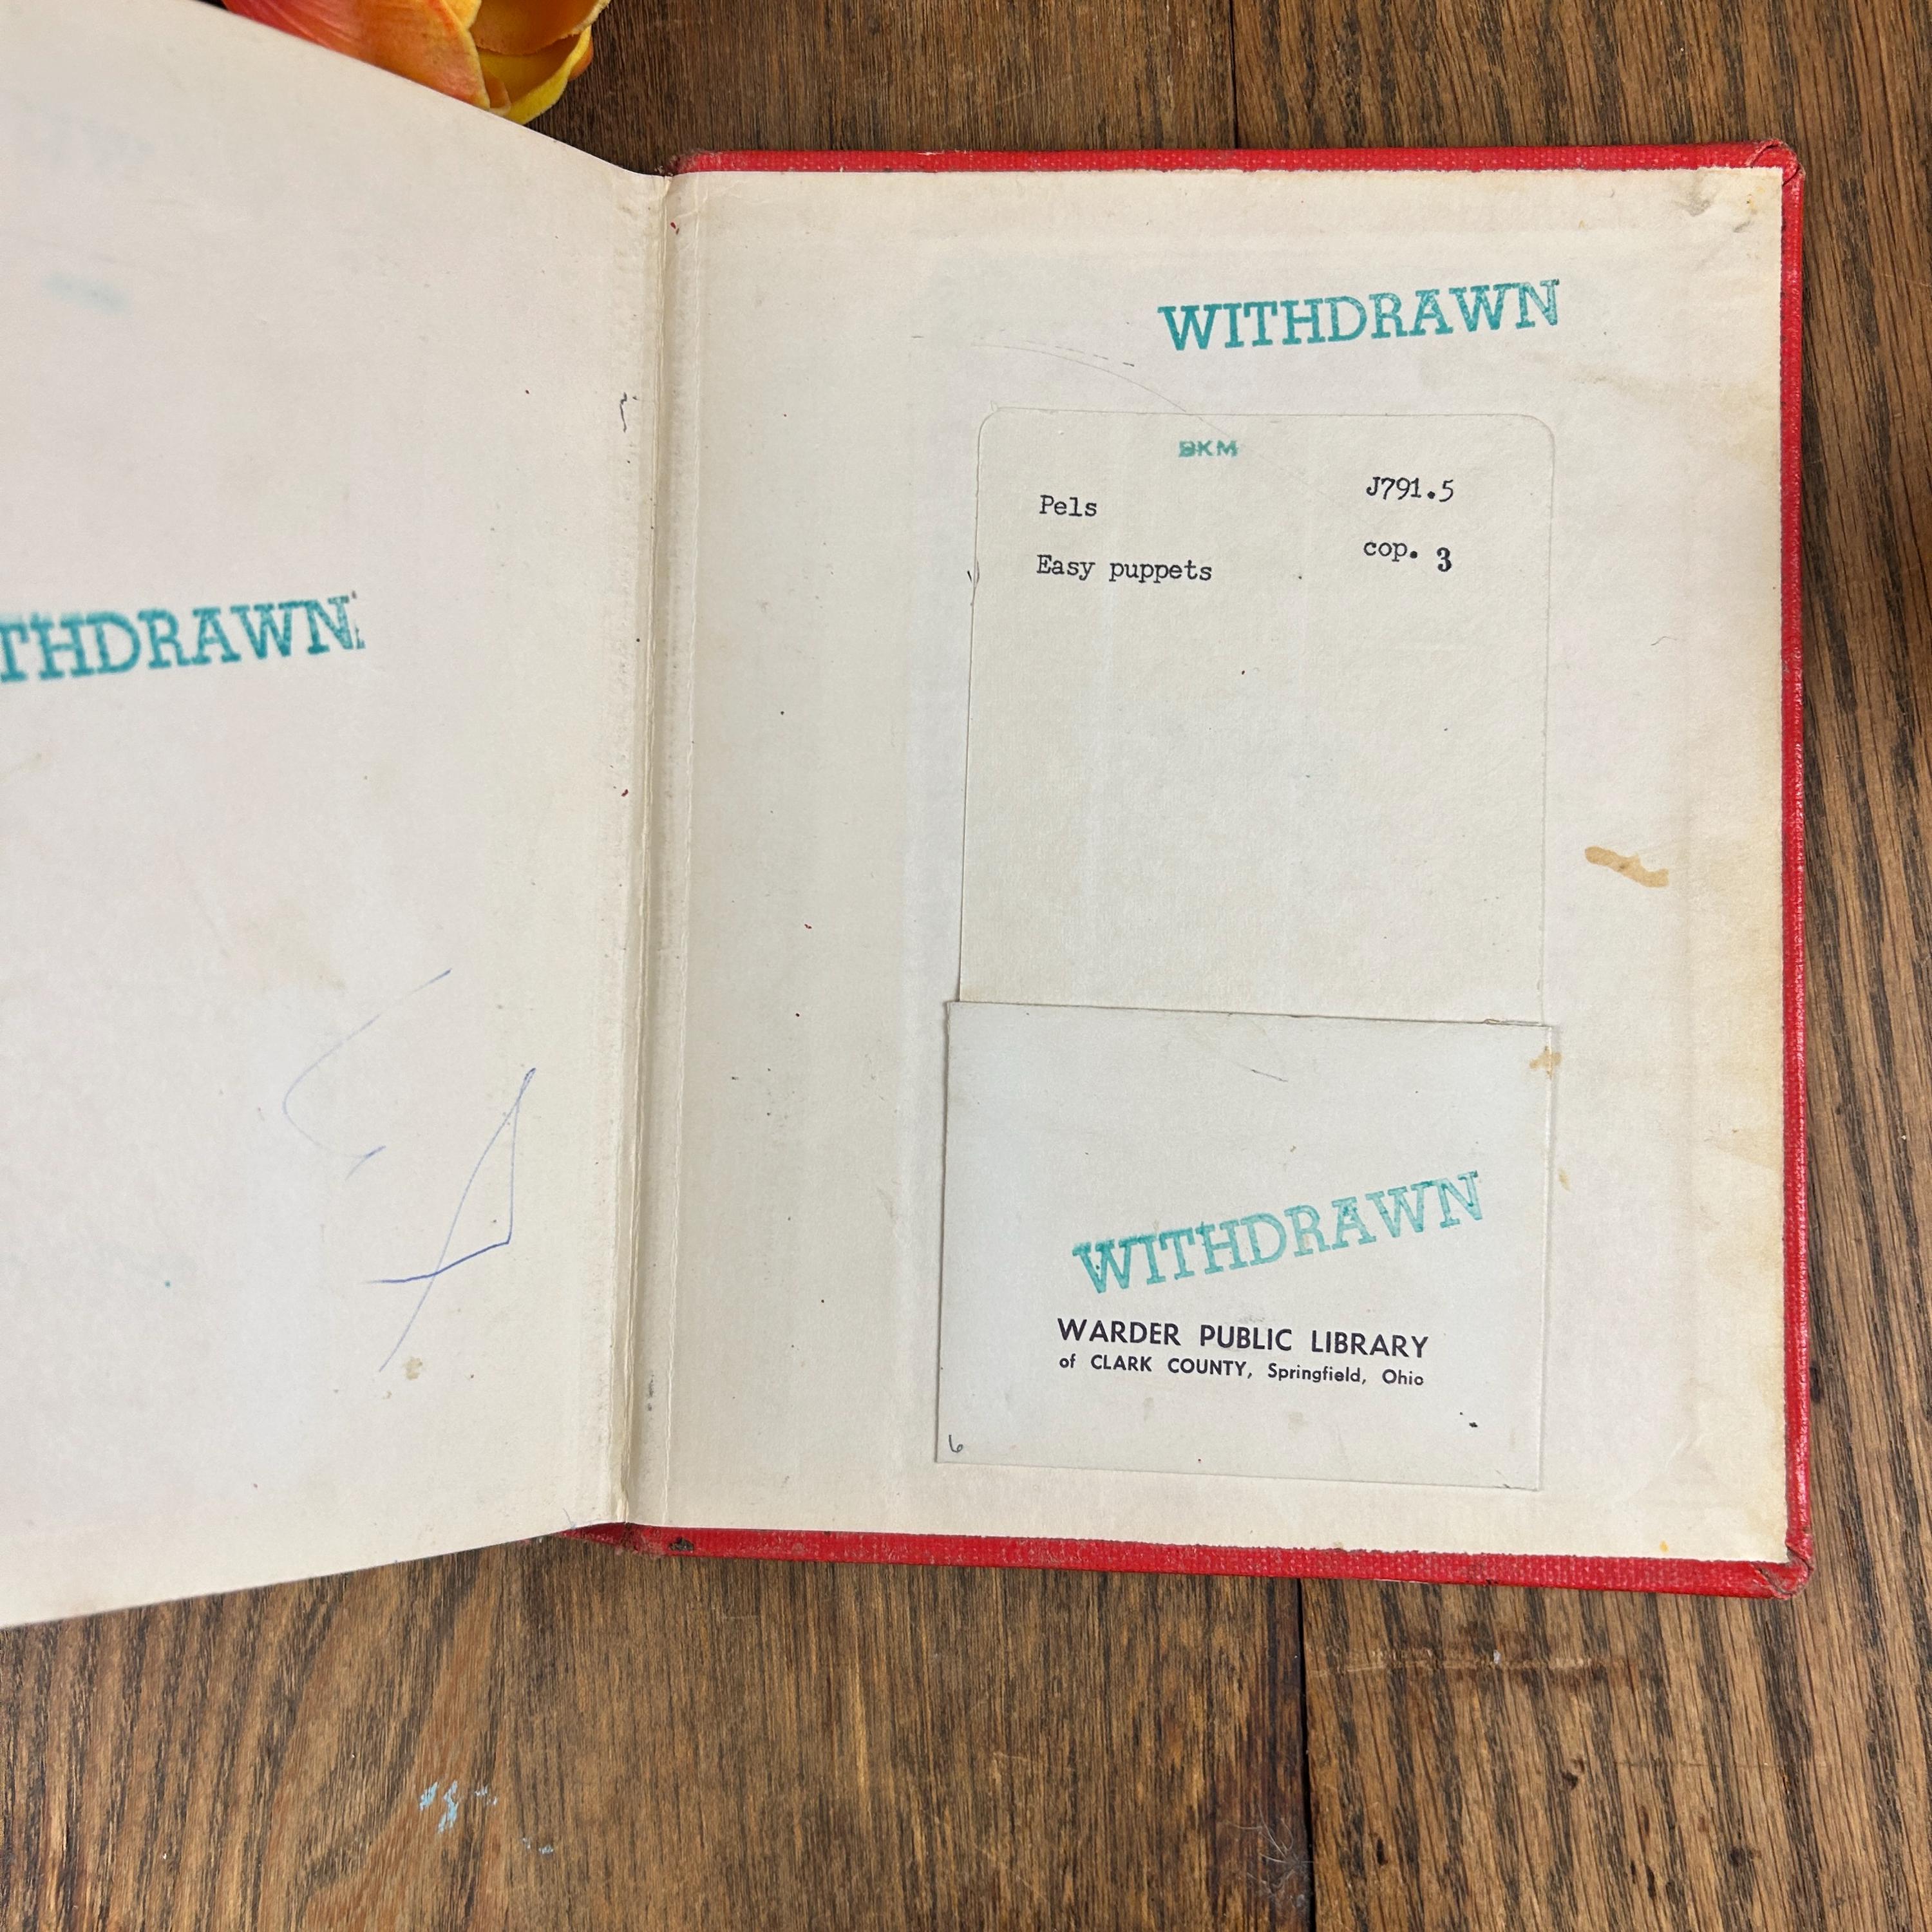 THDRAWN
WITHDRAWN
BKM
J791.5
Pels
cop. 3
Easy puppets
WITHDRAWN
WARDER PUBLIC LIBRARY
of CLARK COUNTY, Springfield, Ohio
6